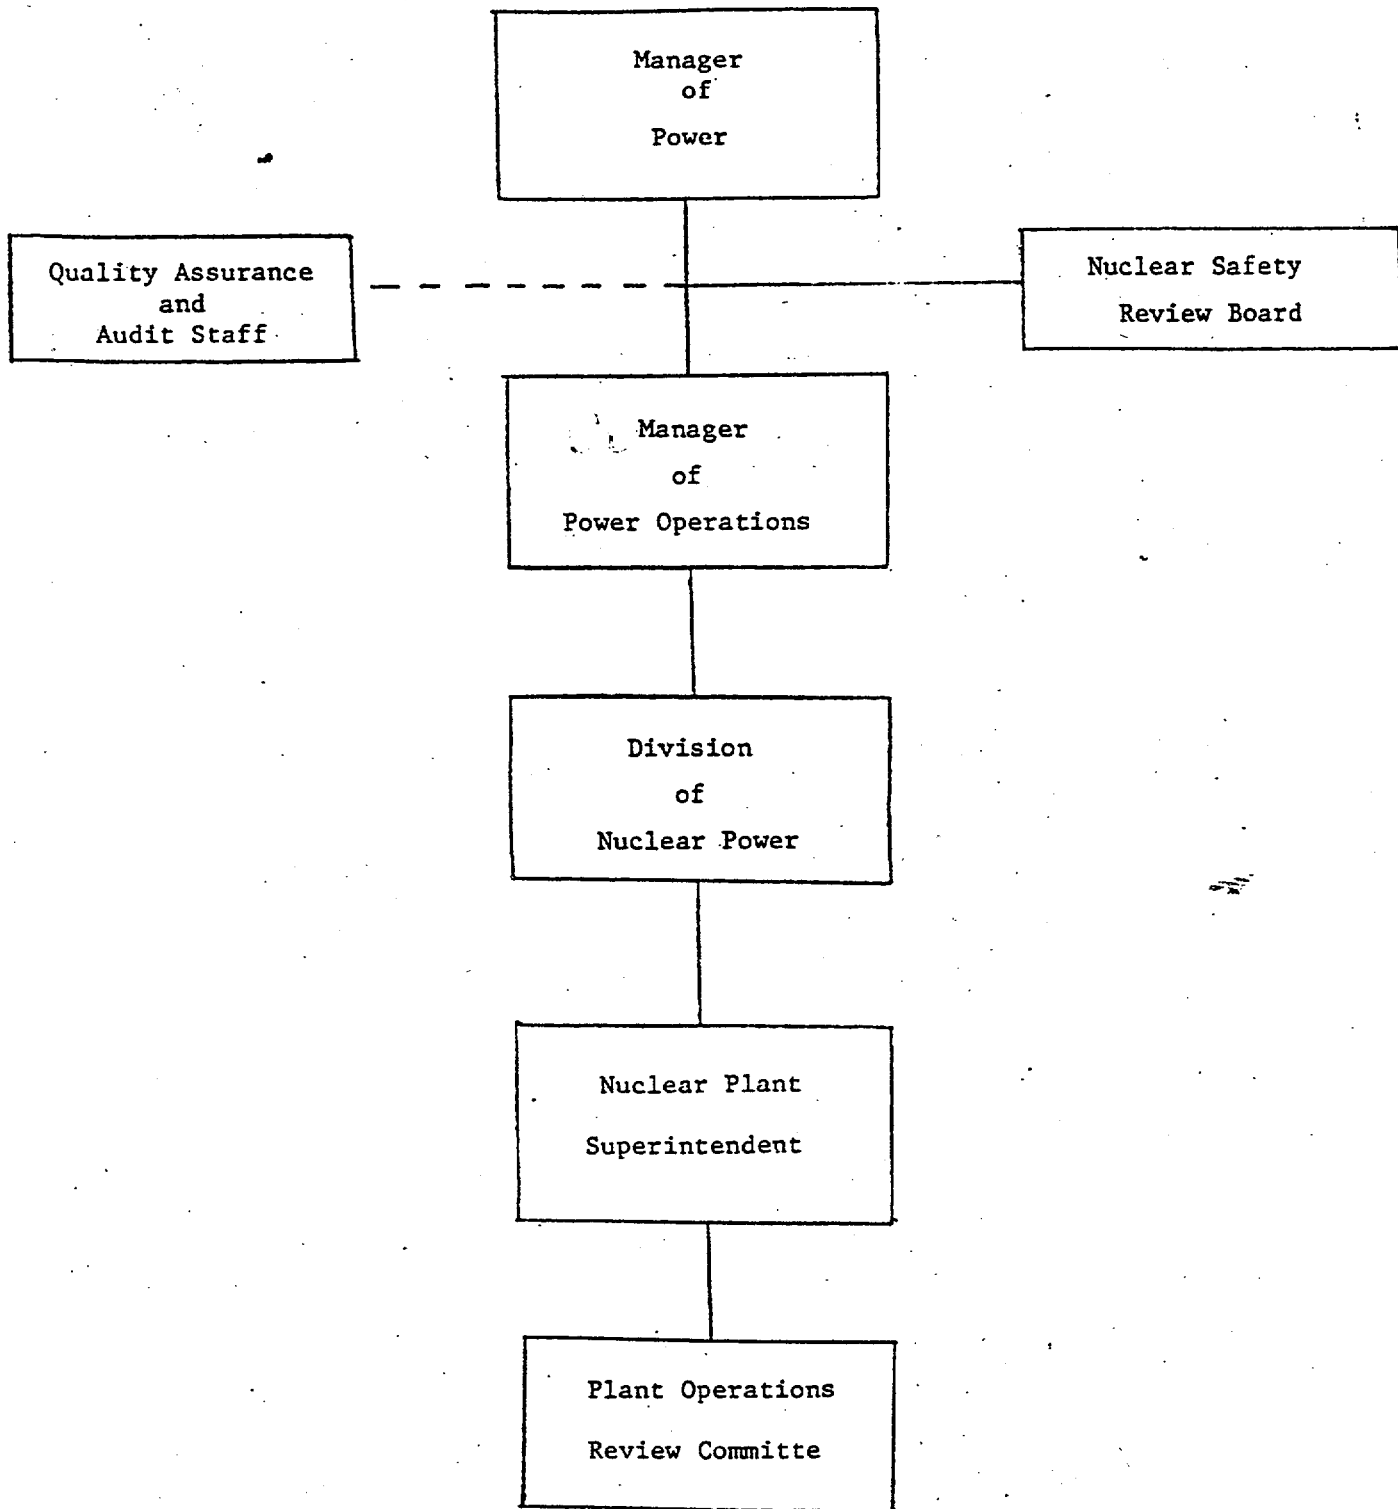 Manager
of
Power
Quality Assurance
and
Audit Staff
Nuclear Safety
Review Board
Manager
of
Power Operations
Division
of
Nuclear Power
Nuclear Plant
Superintendent
Plant Operations
Review Committe